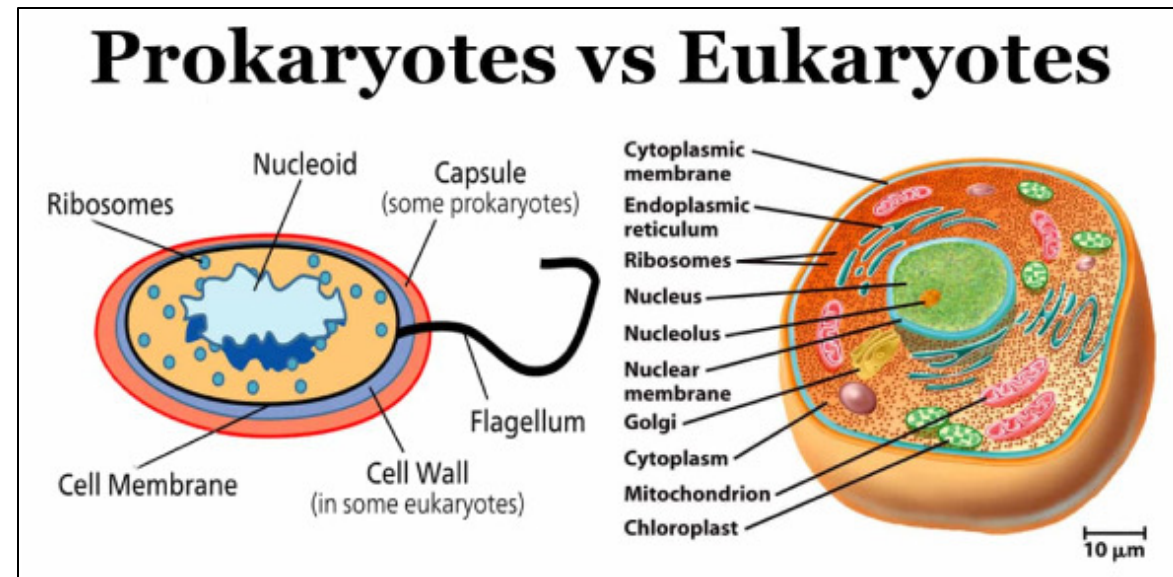 Prokaryotes vs Eukaryotes
Nucleoid
Ribosomes
Capsule
(some prokaryotes)
Flagellum
Cell Wall
(in some eukaryotes)
Cell Membrane
Cytoplasmic
membrane
Endoplasmic
reticulum
Ribosomes
Nucleus
Nucleolus
Nuclear
membrane
Golgi
Cytoplasm
Mitochondrion
Chloroplast
10 μm